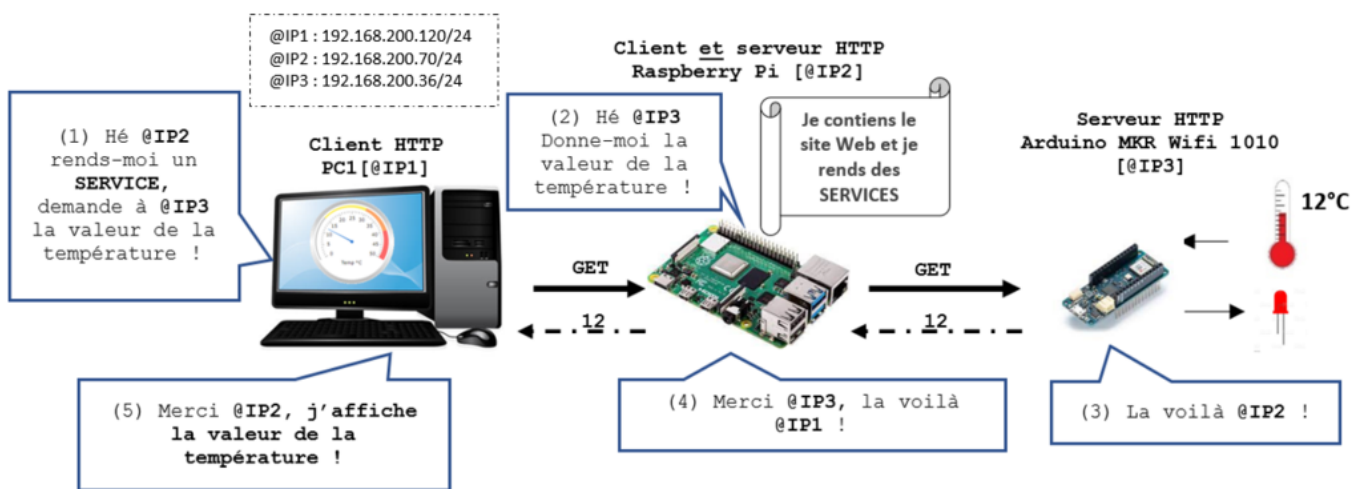 @IP1 : 192.168.200.120/24
@IP2 : 192.168.200.70/24
@IP3 : 192.168.200.36/24
Client et serveur HTTP
Raspberry Pi [@IP2]
(1) Hé @IP2
rends-moi un
SERVICE,
demande à @IP3
la valeur de la
température !
Client HTTP
PC1[@IP1]
(2) Hé @IP3
Donne-moi la
valeur de la
température !
Je contiens le
site Web et je
rends des
SERVICES
Serveur HTTP
Arduino MKR Wifi 1010
[@IP3]
12°C
Temp °C
GET
12
GET
12
(5) Merci @IP2, j’affiche
la valeur de la
température !
(4) Merci @IP3, la voilà
@IP1 !
(3) La voilà @IP2 !